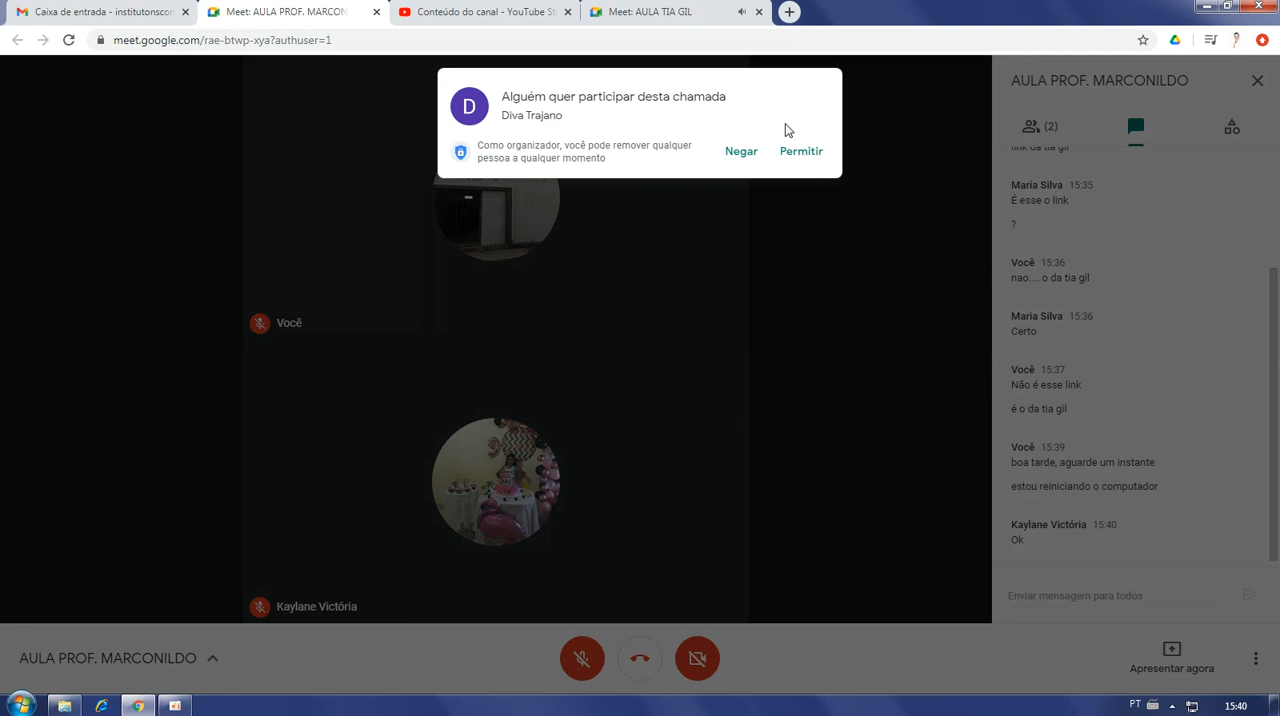 Caixa de entrada - institutonscon
Meet: AULA PROF. MARCON
Conteúdo do canal - YouTube St
Meet: AULA TIA GIL
meet.google.com/rae-btwp-xya?authuser=1
D
Alguém quer participar desta chamada
Diva Trajano
Como organizador, você pode remover qualquer
pessoa a qualquer momento
Negar
Permitir
Você
Kaylane Victória
AULA PROF. MARCONILDO
(2)
link da tia gil
Maria Silva 15:35
É esse o link
?
Você 15:36
nao.... o da tia gil
Maria Silva 15:36
Certo
Você 15:37
Não é esse link
é o da tia gil
Você 15:39
boa tarde, aguarde um instante
estou reiniciando o computador
Kaylane Victória 15:40
Ok
Enviar mensagem para todos
AULA PROF. MARCONILDO
Apresentar agora
PT
15:40